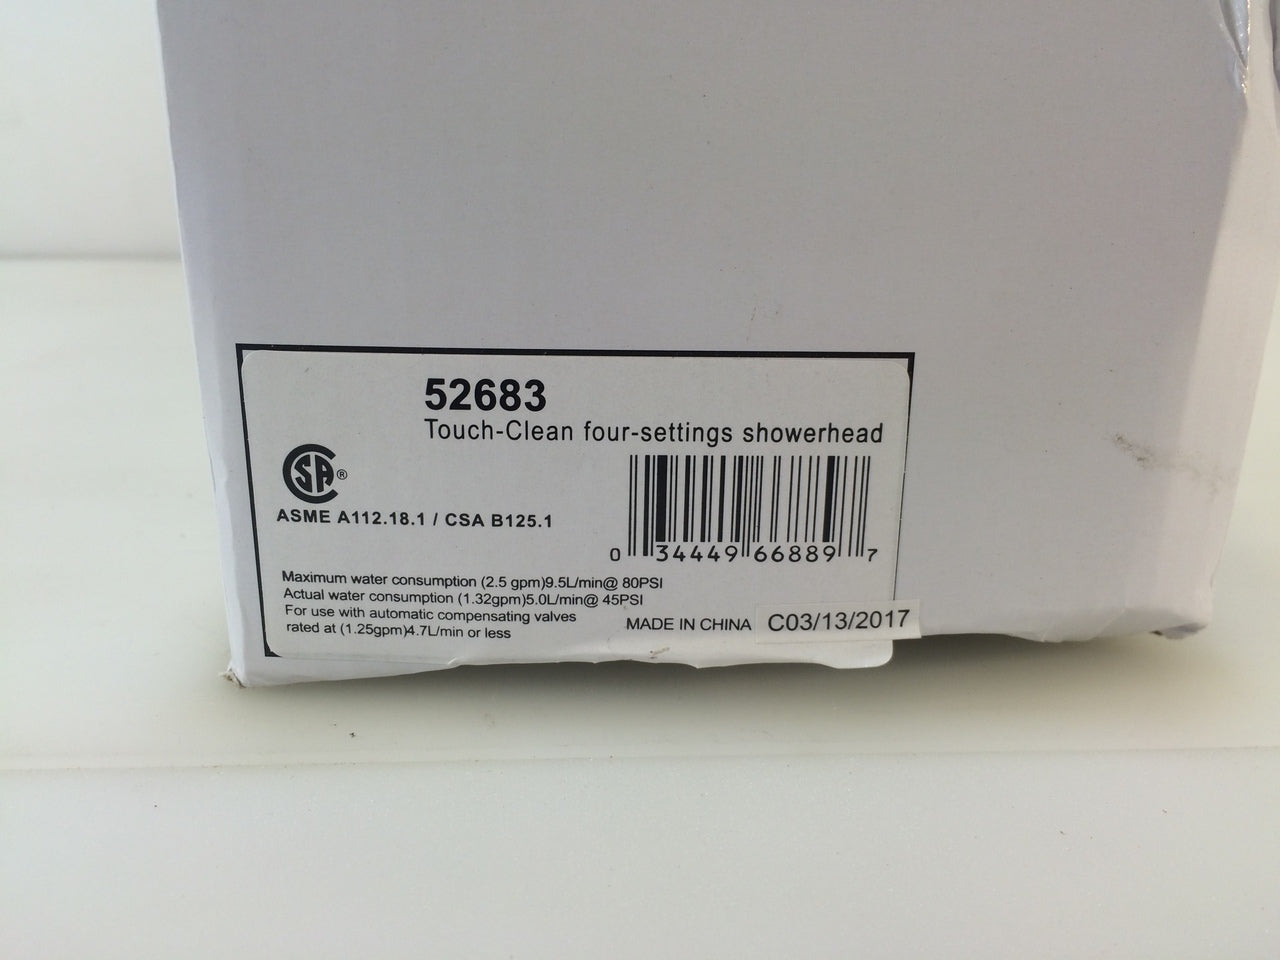 52683
Touch-Clean four-settings showerhead
CSA®
ASME A112.18.1 / CSA B125.1
0 34449 66889 7
Maximum water consumption (2.5 gpm)9.5L/min@ 80PSI
Actual water consumption (1.32gpm)5.0L/min@ 45PSI
For use with automatic compensating valves
rated at (1.25gpm)4.7L/min or less
MADE IN CHINA C03/13/2017